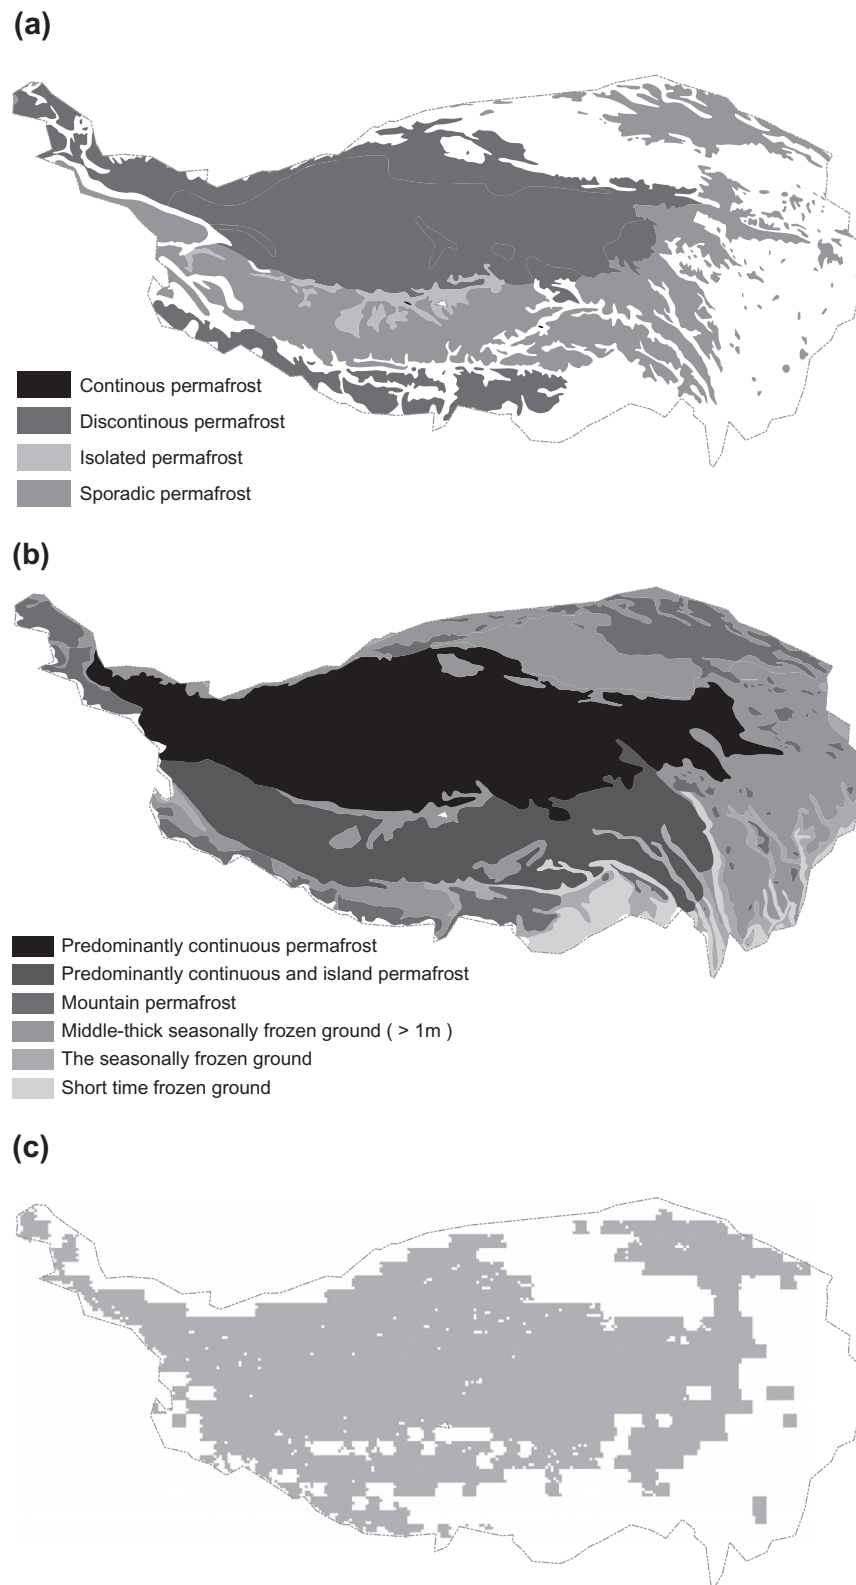 (a)
Continous permafrost
Discontinous permafrost
Isolated permafrost
Sporadic permafrost
(b)
Predominantly continuous permafrost
Predominantly continuous and island permafrost
Mountain permafrost
Middle-thick seasonally frozen ground ( > 1m )
The seasonally frozen ground
Short time frozen ground
(c)